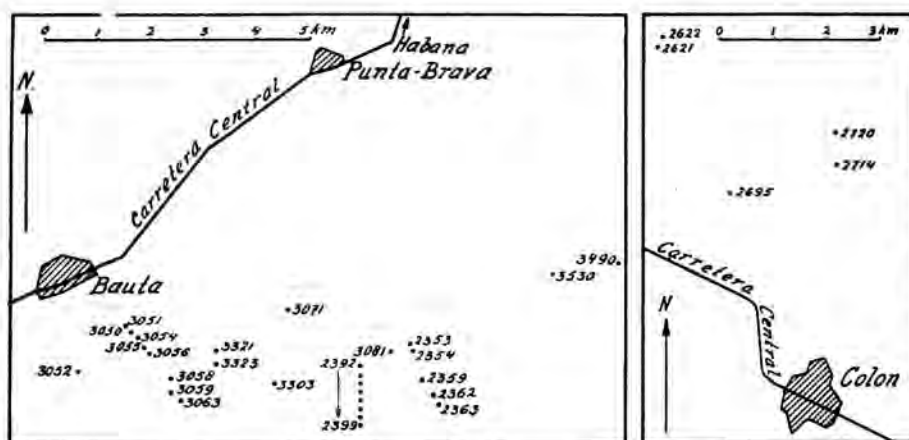 0 1 2 3 4 5 km
Habana
Punta-Brava
N.
Carretera Central
Bauta
3490
3530
3071
3051
3050
3054
3055
3056
3052
3321
3323
3058
3059
3063
3303
3081
2392
2399
2353
2354
2359
2362
2363
2622
2621
0 1 2 3 km
2120
2714
2695
Carretera Central
N
Colon